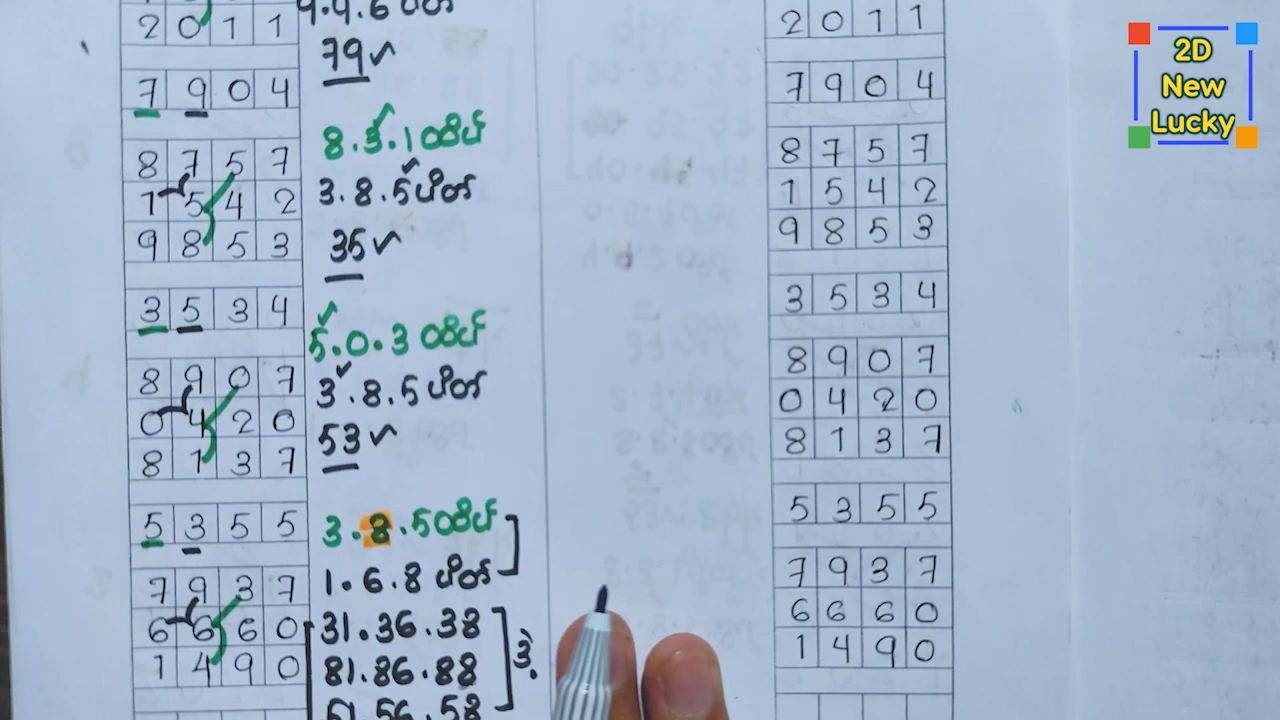 2 0 1 1
79
7 9 0 4
8.3.1 ထိပ်
8 7 5 7
3.8.5 ပိတ်
1 5 4 2
9 8 5 3
35
3 5 3 4
5.0.3 ထိပ်
8 9 0 7
3.8.5 ပိတ်
0 4 2 0
53
8 1 3 7
5 3 5 5
3.8.5 ထိပ်
7 9 3 7
1.6.8 ပိတ်
6 6 6 0
31.36.38
1 4 9 0
81.86.88
51.56.58
2 0 1 1
7 9 0 4
8 7 5 7
1 5 4 2
9 8 5 3
3 5 3 4
8 9 0 7
0 4 2 0
8 1 3 7
5 3 5 5
7 9 3 7
6 6 6 0
1 4 9 0
2D
New
Lucky